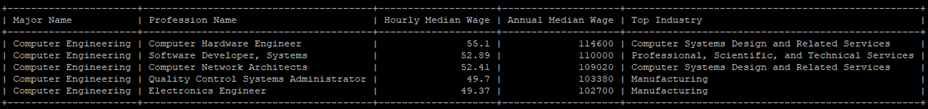 | Major Name | Profession Name | Hourly Median Wage | Annual Median Wage | Top Industry |
| Computer Engineering | Computer Hardware Engineer | 55.1 | 114600 | Computer Systems Design and Related Services |
| Computer Engineering | Software Developer, Systems | 52.89 | 110000 | Professional, Scientific, and Technical Services |
| Computer Engineering | Computer Network Architects | 52.41 | 109020 | Computer Systems Design and Related Services |
| Computer Engineering | Quality Control Systems Administrator | 49.7 | 103380 | Manufacturing |
| Computer Engineering | Electronics Engineer | 49.37 | 102700 | Manufacturing |